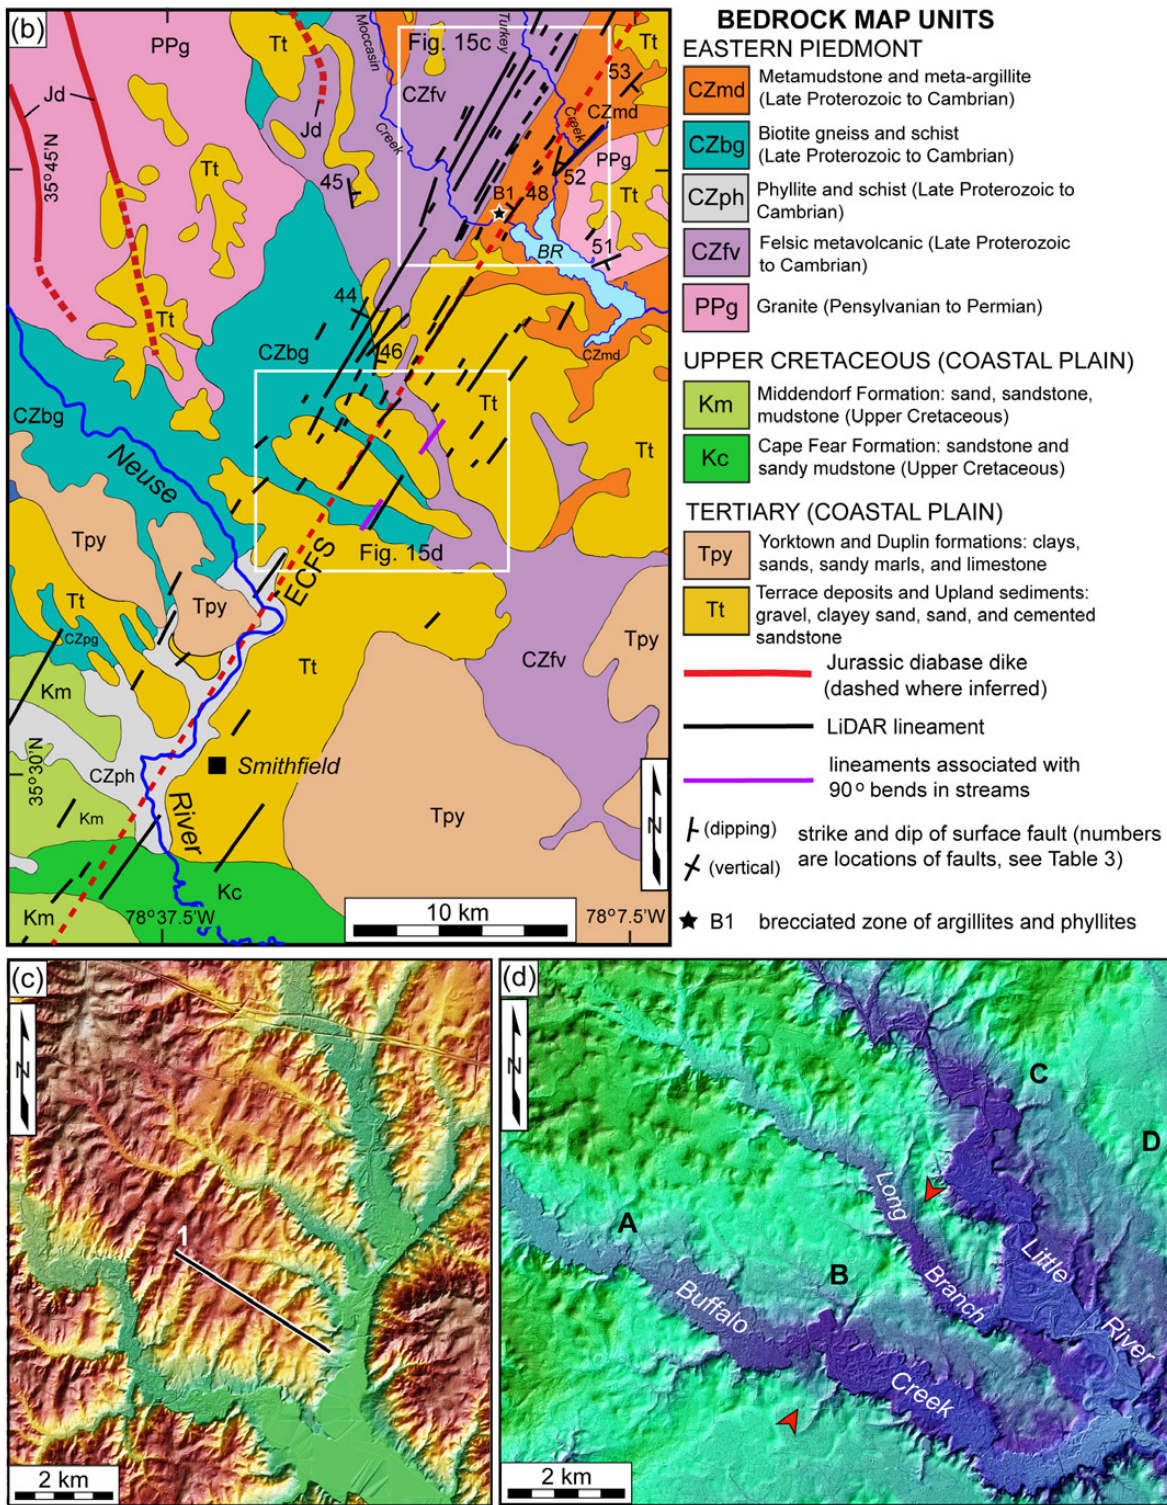 (b)
PPg
Tt
Moccasin
Fig. 15c
Turkey
Tt
53
Jd
CZfv
CZmd
Creek
Creek
Jd
35°45'N
Tt
45
PPg
Tt
B1
48
52
BR
51
44
Tt
CZbg
46
CZmd
CZbg
Tt
Neuse
Tt
Tpy
ECFS
Fig. 15d
Tt
Tpy
CZpg
Tt
CZfv
Tpy
Km
35°30'N
CZph
Smithfield
Km
River
Tpy
N
Kc
Km
78°37.5'W
10 km
78°7.5'W
BEDROCK MAP UNITS
EASTERN PIEDMONT
CZmd
Metamudstone and meta-argillite
(Late Proterozoic to Cambrian)
CZbg
Biotite gneiss and schist
(Late Proterozoic to Cambrian)
CZph
Phyllite and schist (Late Proterozoic to
Cambrian)
CZfv
Felsic metavolcanic (Late Proterozoic
to Cambrian)
PPg
Granite (Pensylvanian to Permian)
UPPER CRETACEOUS (COASTAL PLAIN)
Km
Middendorf Formation: sand, sandstone,
mudstone (Upper Cretaceous)
Kc
Cape Fear Formation: sandstone and
sandy mudstone (Upper Cretaceous)
TERTIARY (COASTAL PLAIN)
Tpy
Yorktown and Duplin formations: clays,
sands, sandy marls, and limestone
Tt
Terrace deposits and Upland sediments:
gravel, clayey sand, sand, and cemented
sandstone
Jurassic diabase dike
(dashed where inferred)
LiDAR lineament
lineaments associated with
90° bends in streams
(dipping)
(vertical)
strike and dip of surface fault (numbers
are locations of faults, see Table 3)
B1
brecciated zone of argillites and phyllites
(c)
N
1
2 km
(d)
N
C
D
A
Long
B
Little
Buffalo
Branch
River
Creek
2 km